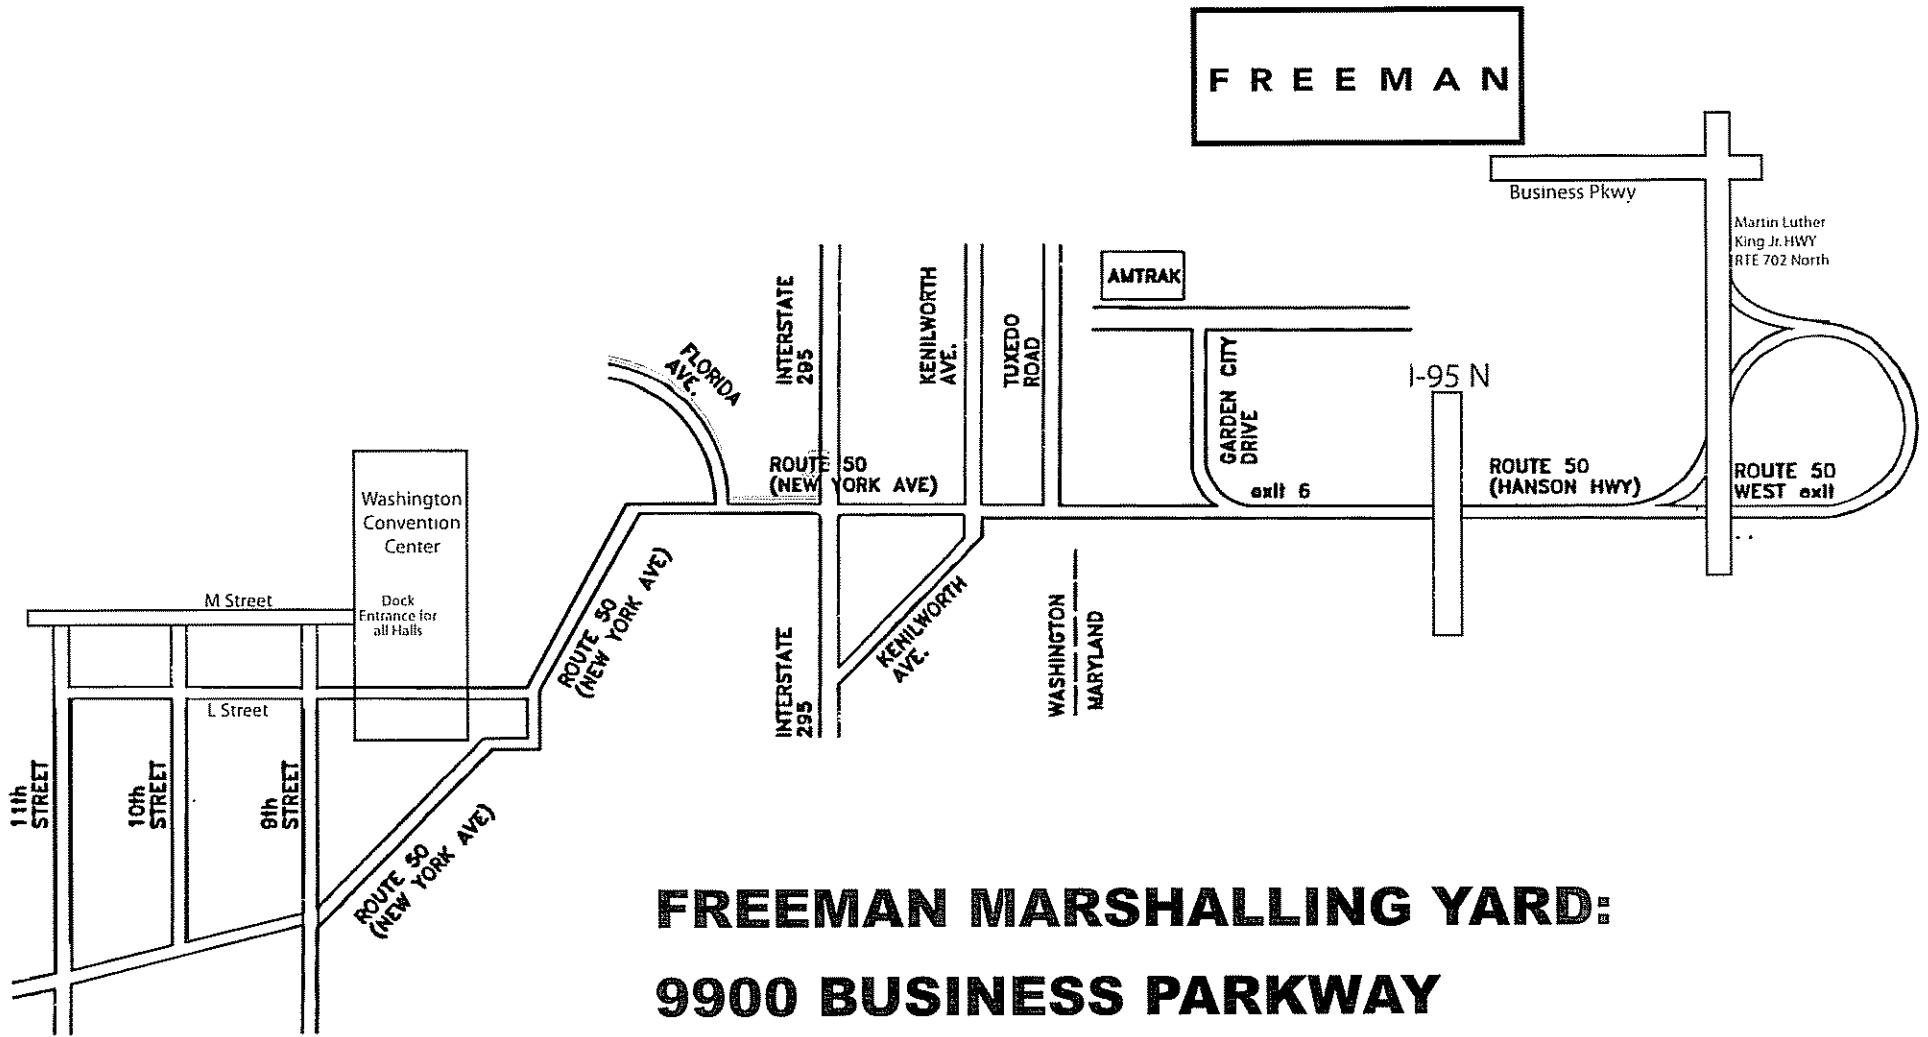 FREEMAN
Business Pkwy
Martin Luther
King Jr. HWY
RTE 702 North
AMTRAK
INTERSTATE
295
KENILWORTH
AVE.
TUXEDO
ROAD
GARDEN CITY
DRIVE
FLORIDA
AVE.
I-95 N
ROUTE 50
(NEW YORK AVE)
exit 6
ROUTE 50
(HANSON HWY)
ROUTE 50
WEST exit
Washington
Convention
Center
Dock
Entrance for
all Halls
M Street
L Street
ROUTE 50
(NEW YORK AVE)
KENILWORTH
AVE.
INTERSTATE
295
WASHINGTON
MARYLAND
11th
STREET
10th
STREET
9th
STREET
ROUTE 50
(NEW YORK AVE)
FREEMAN MARSHALLING YARD:
9900 BUSINESS PARKWAY